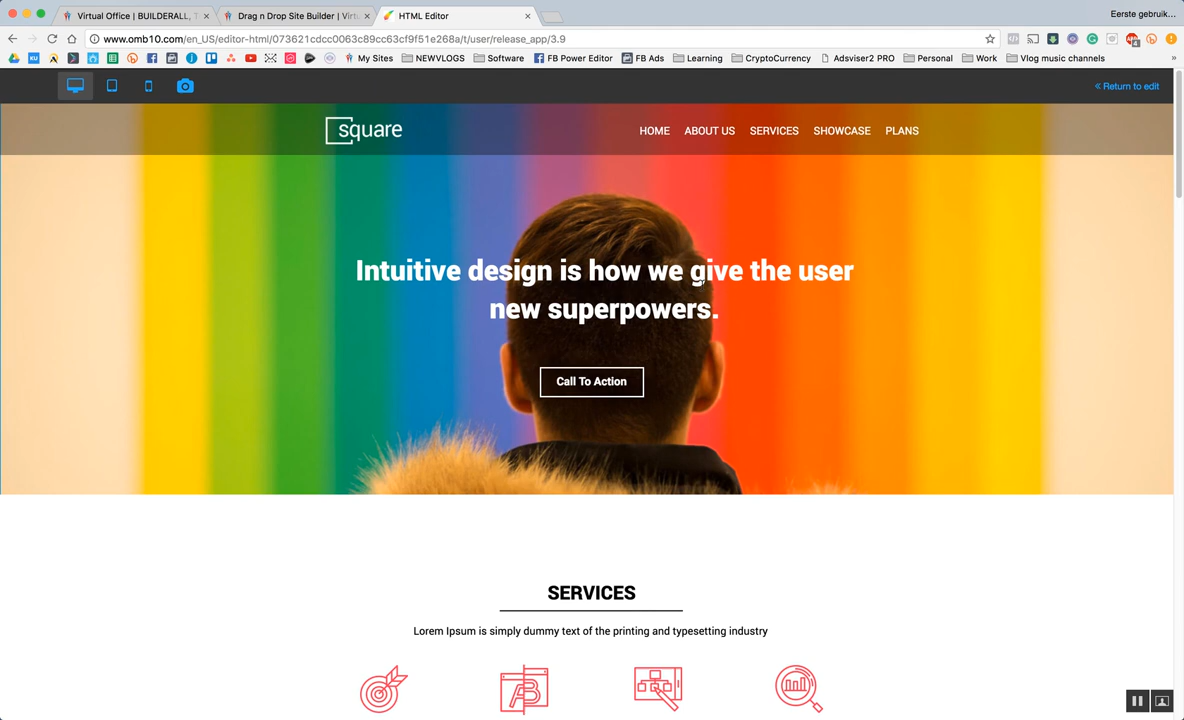 Virtual Office | BUILDERALL, T
Drag n Drop Site Builder | Virtu
HTML Editor
Eerste gebruik...
www.omb10.com/en_US/editor-html/073621cdcc0063c89cc63cf9f51e268a/t/user/release_app/3.9
My Sites NEWVLOGS Software FB Power Editor FB Ads Learning CryptoCurrency Adsviser2 PRO Personal Work Vlog music channels »
« Return to edit
square
HOME ABOUT US SERVICES SHOWCASE PLANS
Intuitive design is how we give the user
new superpowers.
Call To Action
SERVICES
Lorem Ipsum is simply dummy text of the printing and typesetting industry